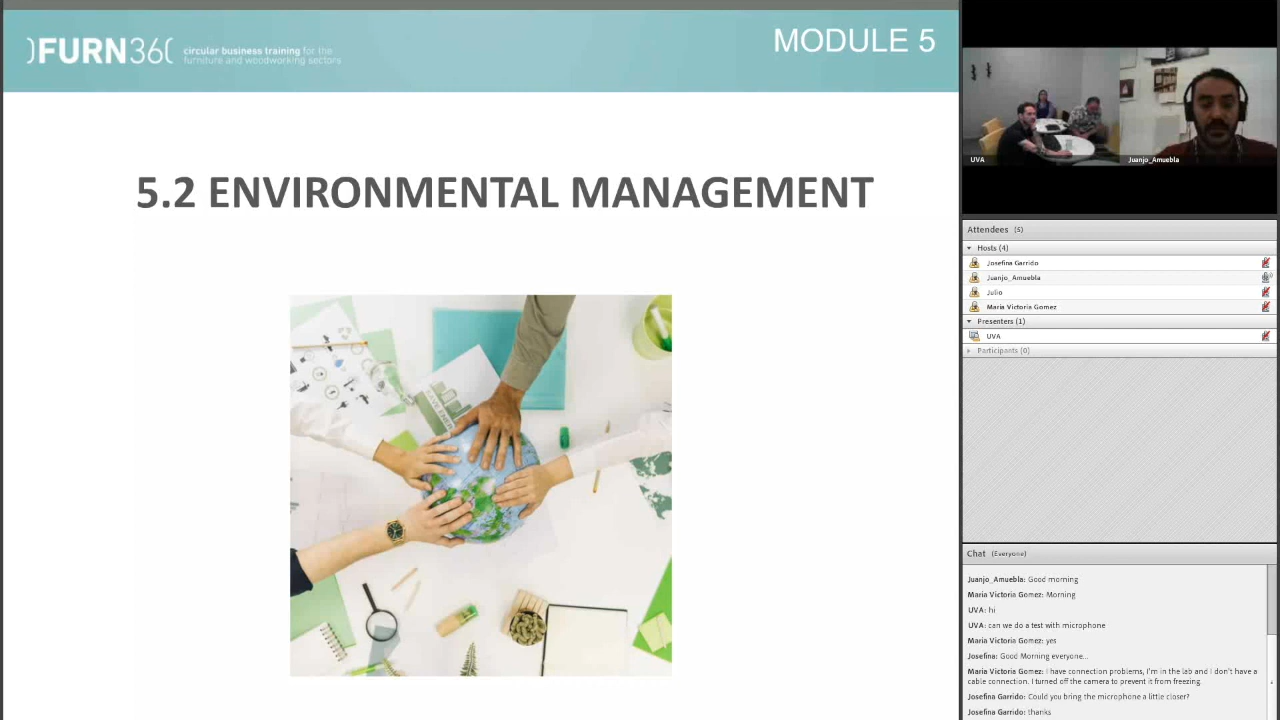 FURN36(
circular business training for the
furniture and woodworking sectors
MODULE 5
5.2 ENVIRONMENTAL MANAGEMENT
UVA
Juanjo_Amuebla
Attendees (5)
Hosts (4)
Josefina Garrido
Juanjo_Amuebla
Julio
Maria Victoria Gomez
Presenters (1)
UVA
Participants (0)
Chat (Everyone)
Juanjo_Amuebla: Good morning
Maria Victoria Gomez: Morning
UVA: hi
UVA: can we do a test with microphone
Maria Victoria Gomez: yes
Josefina: Good Morning everyone...
Maria Victoria Gomez: I have connection problems, I'm in the lab and I don't have a
cable connection. I turned off the camera to prevent it from freezing.
Josefina Garrido: Could you bring the microphone a little closer?
Josefina Garrido: thanks